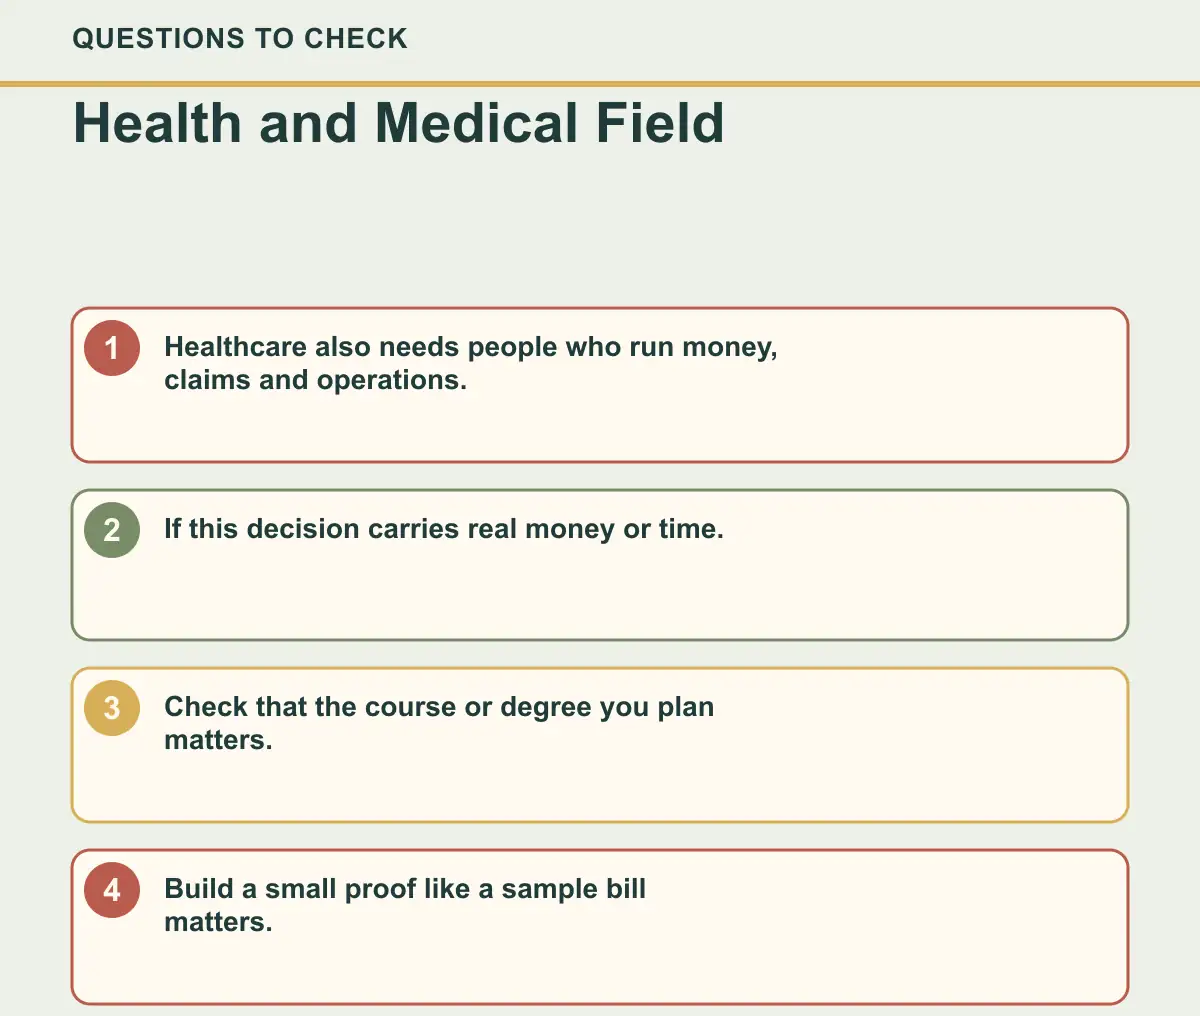 QUESTIONS TO CHECK
Health and Medical Field
1
Healthcare also needs people who run money,
claims and operations.
2
If this decision carries real money or time.
3
Check that the course or degree you plan
matters.
4
Build a small proof like a sample bill
matters.